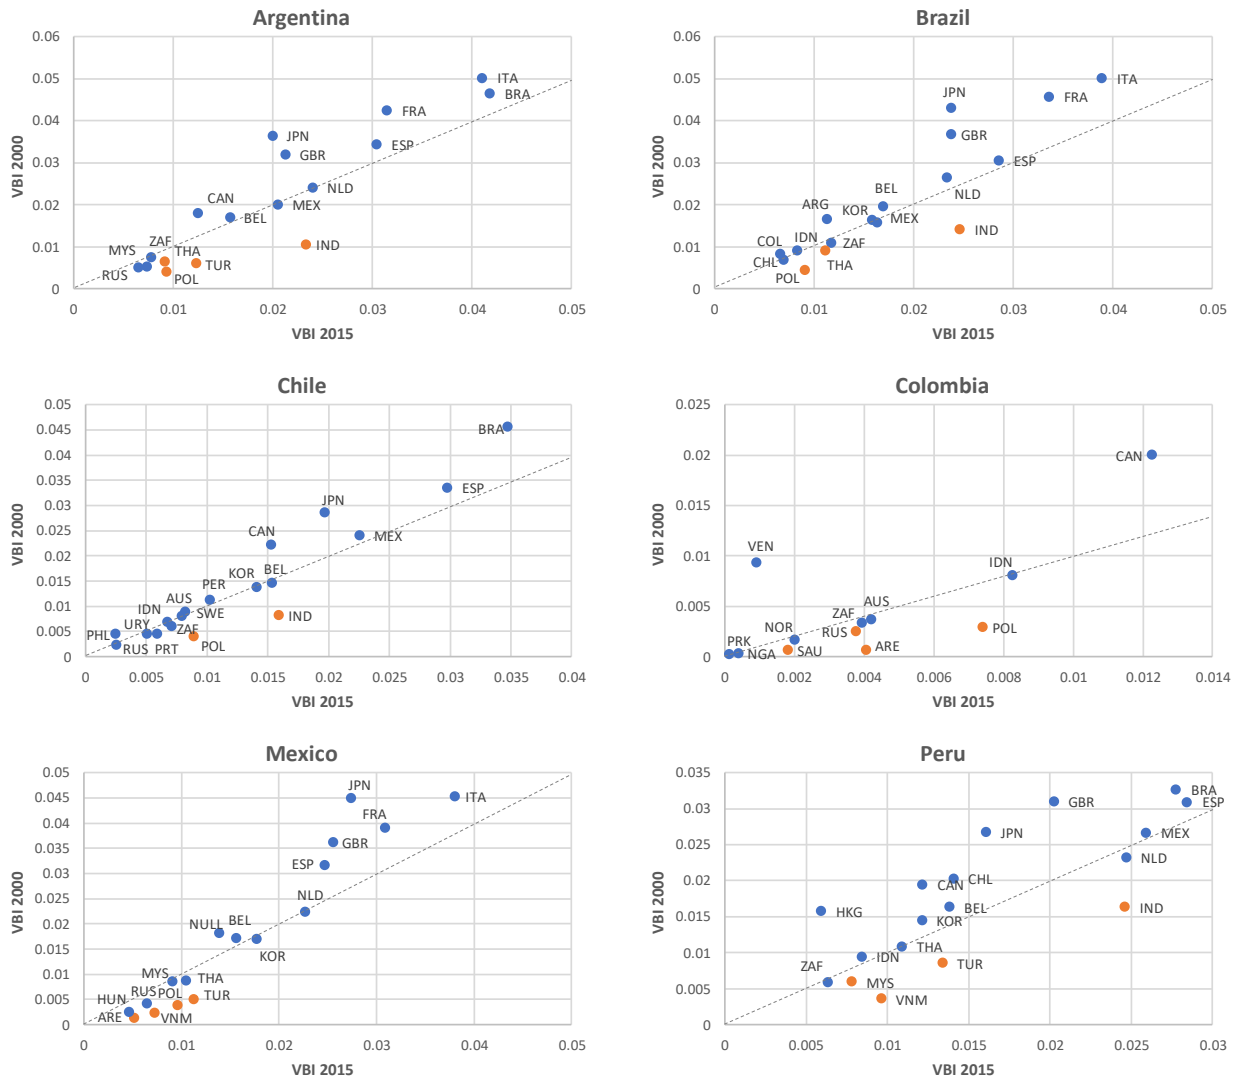 Argentina
0.06
0.05
0.04
0.03
0.02
0.01
0
VBI 2000
ITA
BRA
FRA
JPN
ESP
GBR
NLD
CAN
MEX
BEL
IND
ZAF
MYS
THA
TUR
RUS
POL
0 0.01 0.02 0.03 0.04 0.05
VBI 2015
Brazil
0.06
0.05
0.04
0.03
0.02
0.01
0
VBI 2000
ITA
JPN
FRA
GBR
ESP
BEL
NLD
ARG
KOR
MEX
IND
COL
IDN
ZAF
CHL
THA
POL
0 0.01 0.02 0.03 0.04 0.05
VBI 2015
Chile
0.05
0.045
0.04
0.035
0.03
0.025
0.02
0.015
0.01
0.005
0
VBI 2000
BRA
ESP
JPN
CAN
MEX
KOR
BEL
PER
AUS
IDN
SWE
IND
URY
ZAF
PHL
RUS
PRT
POL
0 0.005 0.01 0.015 0.02 0.025 0.03 0.035 0.04
VBI 2015
Colombia
0.025
0.02
0.015
0.01
0.005
0
VBI 2000
CAN
VEN
IDN
AUS
ZAF
NOR
RUS
POL
PRK
NGA
SAU
ARE
0 0.002 0.004 0.006 0.008 0.01 0.012 0.014
VBI 2015
Mexico
0.05
0.045
0.04
0.035
0.03
0.025
0.02
0.015
0.01
0.005
0
VBI 2000
JPN
ITA
FRA
GBR
ESP
NLD
NULL
BEL
KOR
MYS
THA
RUS
POL
TUR
HUN
ARE
VNM
0 0.01 0.02 0.03 0.04 0.05
VBI 2015
Peru
0.035
0.03
0.025
0.02
0.015
0.01
0.005
0
VBI 2000
BRA
GBR
ESP
JPN
MEX
NLD
CHL
CAN
HKG
BEL
IND
KOR
THA
IDN
TUR
ZAF
MYS
VNM
0 0.005 0.01 0.015 0.02 0.025 0.03
VBI 2015